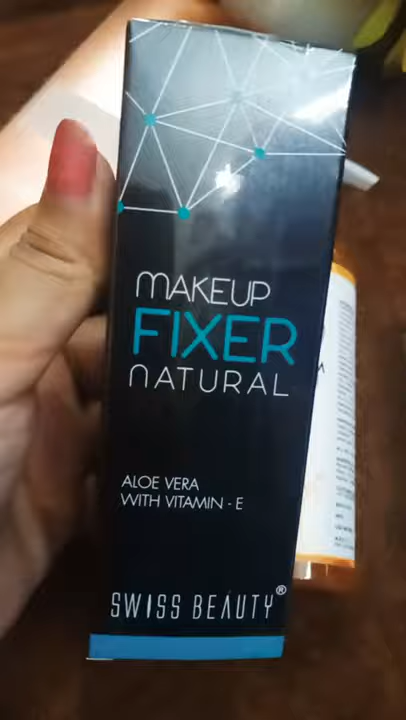 MAKEUP
FIXER
NATURAL
ALOE VERA
WITH VITAMIN - E
SWISS BEAUTY®